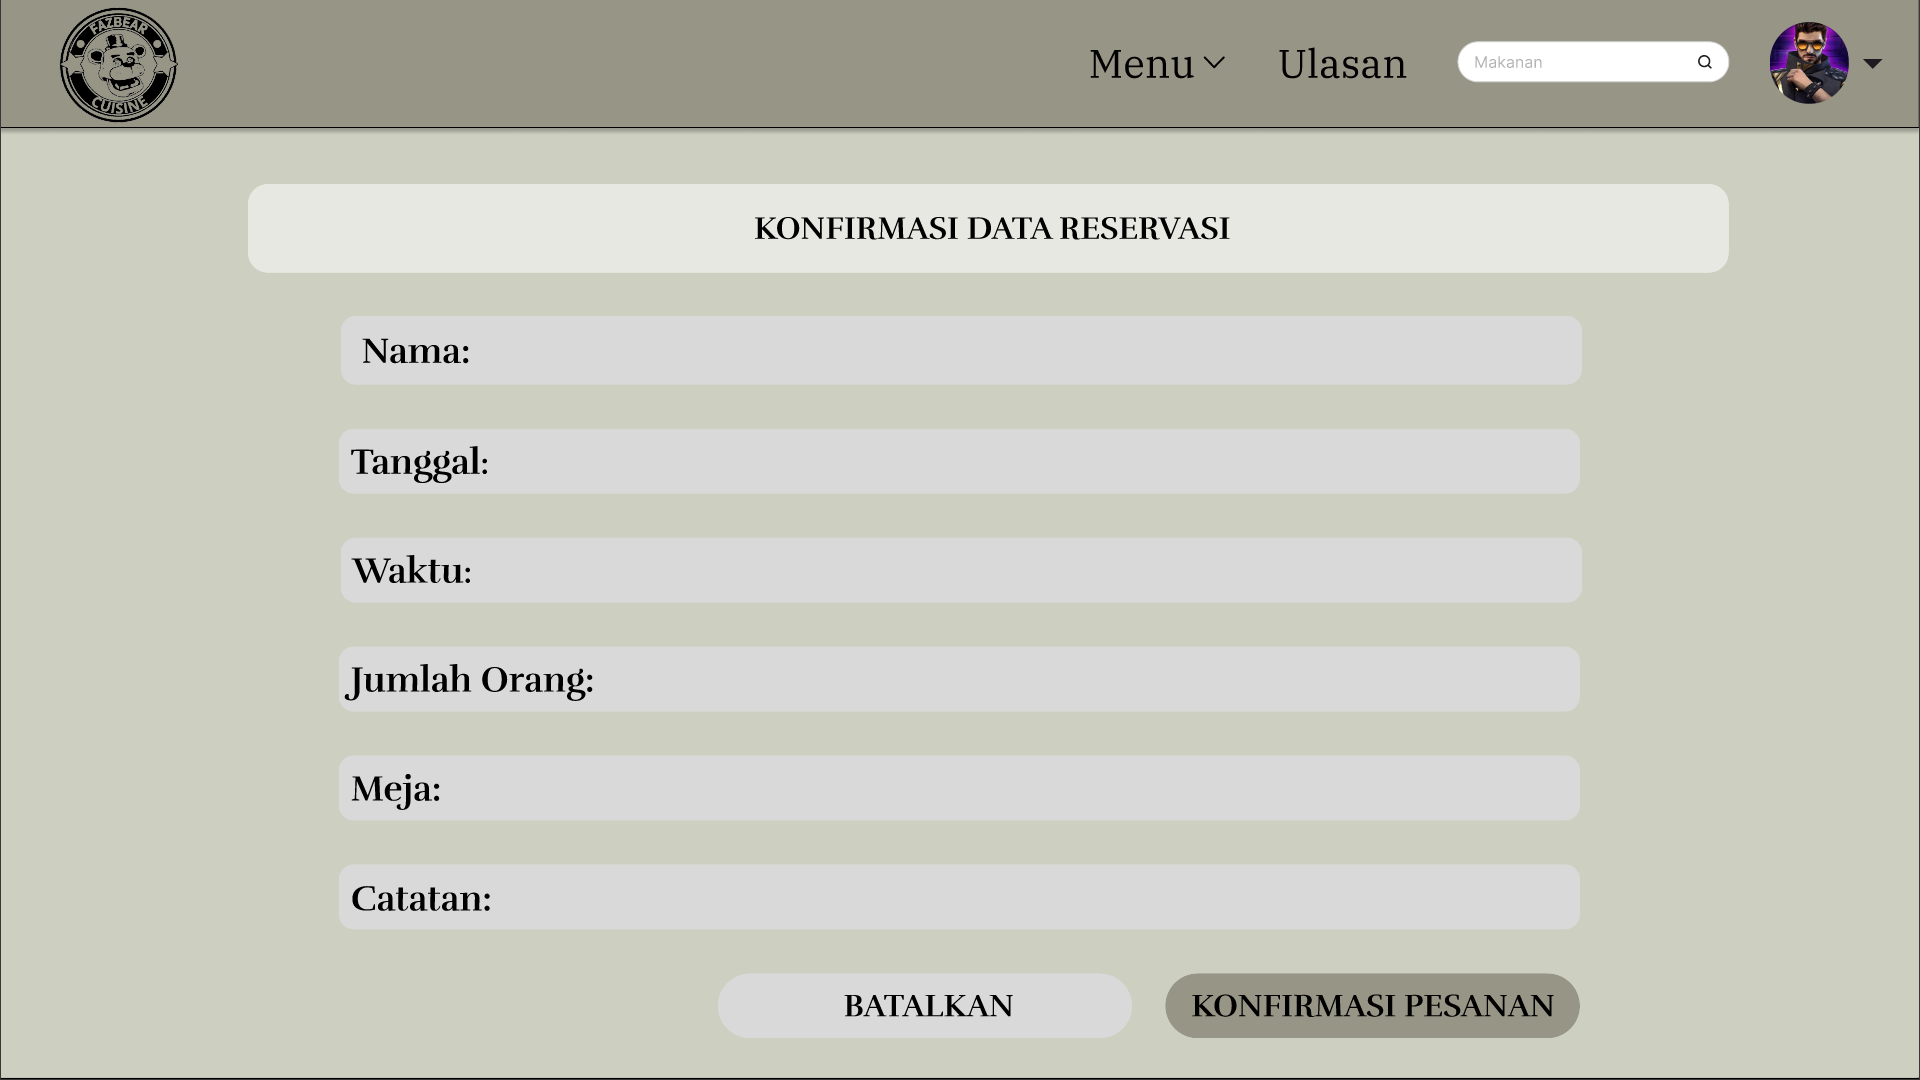 FAZBEAR
CUISINE
Menu
Ulasan
Makanan
KONFIRMASI DATA RESERVASI
Nama:
Tanggal:
Waktu:
Jumlah Orang:
Meja:
Catatan:
BATALKAN
KONFIRMASI PESANAN